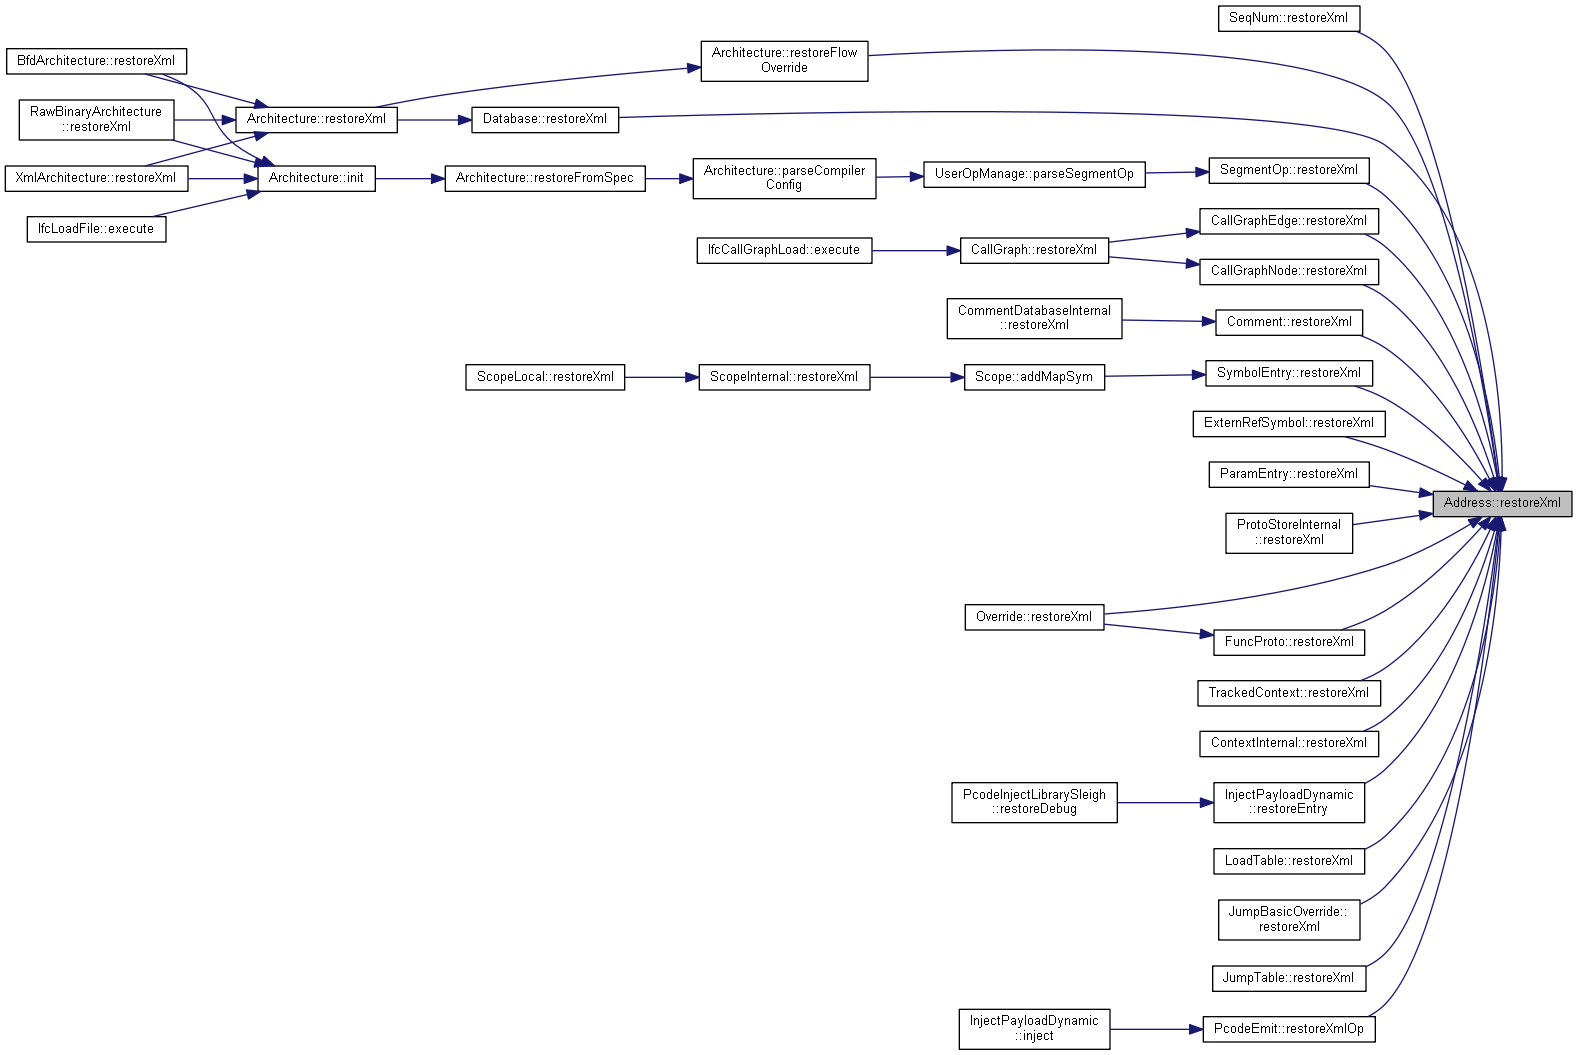 SeqNum::restoreXml
Architecture::restoreFlow
Override
BfdArchitecture::restoreXml
RawBinaryArchitecture
::restoreXml
Architecture::restoreXml
Database::restoreXml
XmlArchitecture::restoreXml
Architecture::init
Architecture::restoreFromSpec
Architecture::parseCompiler
Config
UserOpManage::parseSegmentOp
SegmentOp::restoreXml
IfcLoadFile::execute
CallGraphEdge::restoreXml
IfcCallGraphLoad::execute
CallGraph::restoreXml
CallGraphNode::restoreXml
CommentDatabaseInternal
::restoreXml
Comment::restoreXml
ScopeLocal::restoreXml
ScopeInternal::restoreXml
Scope::addMapSym
SymbolEntry::restoreXml
ExternRefSymbol::restoreXml
ParamEntry::restoreXml
Address::restoreXml
ProtoStoreInternal
::restoreXml
Override::restoreXml
FuncProto::restoreXml
TrackedContext::restoreXml
ContextInternal::restoreXml
PcodeInjectLibrarySleigh
::restoreDebug
InjectPayloadDynamic
::restoreEntry
LoadTable::restoreXml
JumpBasicOverride::
restoreXml
JumpTable::restoreXml
InjectPayloadDynamic
::inject
PcodeEmit::restoreXmlOp